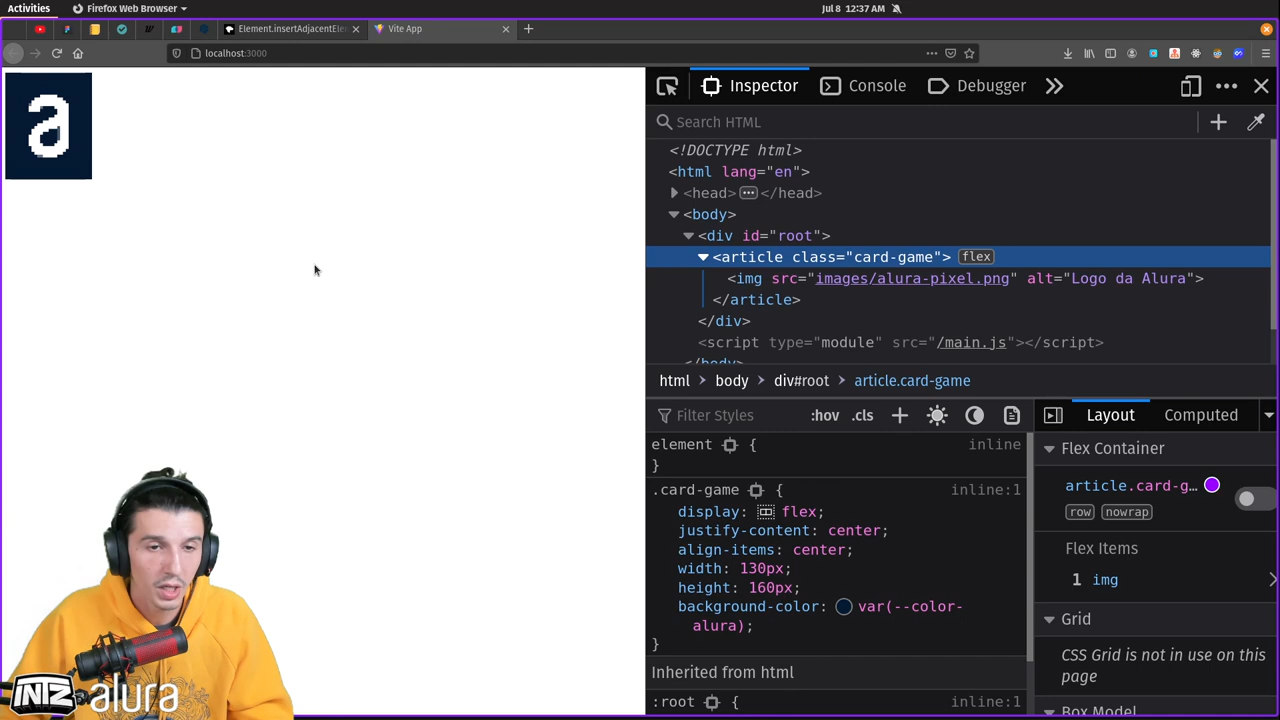 Activities
Firefox Web Browser
Jul 8 12:37 AM
Element.insertAdjacentEle
Vite App
localhost:3000
a
Inspector
Console
Debugger
Search HTML
<!DOCTYPE html>
<html lang="en">
<head> ••• </head>
<body>
<div id="root">
<article class="card-game"> flex
<img src="images/alura-pixel.png" alt="Logo da Alura">
</article>
</div>
<script type="module" src="/main.js"></script>
</body>
html > body > div#root > article.card-game
Filter Styles
:hov .cls
Layout
Computed
element { inline
}
.card-game { inline:1
display: flex;
justify-content: center;
align-items: center;
width: 130px;
height: 160px;
background-color: var(--color-
alura);
}
Inherited from html
:root { inline:1
Flex Container
article.card-g…
row nowrap
Flex Items
1 img
Grid
CSS Grid is not in use on this
page
Box Model
INTZ alura